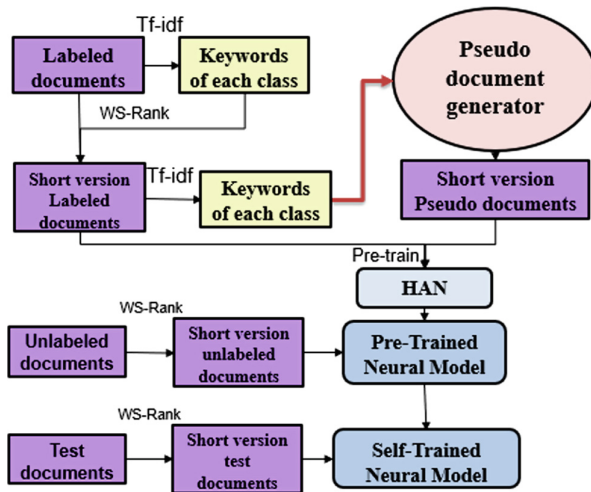 Tf-idf
Labeled
documents
Keywords
of each class
Pseudo
document
generator
WS-Rank
Short version
Labeled
documents
Tf-idf
Keywords
of each class
Short version
Pseudo documents
Pre-train
HAN
WS-Rank
Unlabeled
documents
Short version
unlabeled
documents
Pre-Trained
Neural Model
WS-Rank
Test
documents
Short version
test
documents
Self-Trained
Neural Model